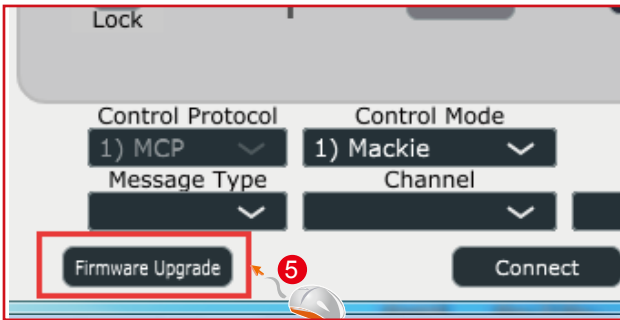 Lock
Control Protocol Control Mode
1) MCP 1) Mackie
Message Type Channel
Firmware Upgrade 5 Connect